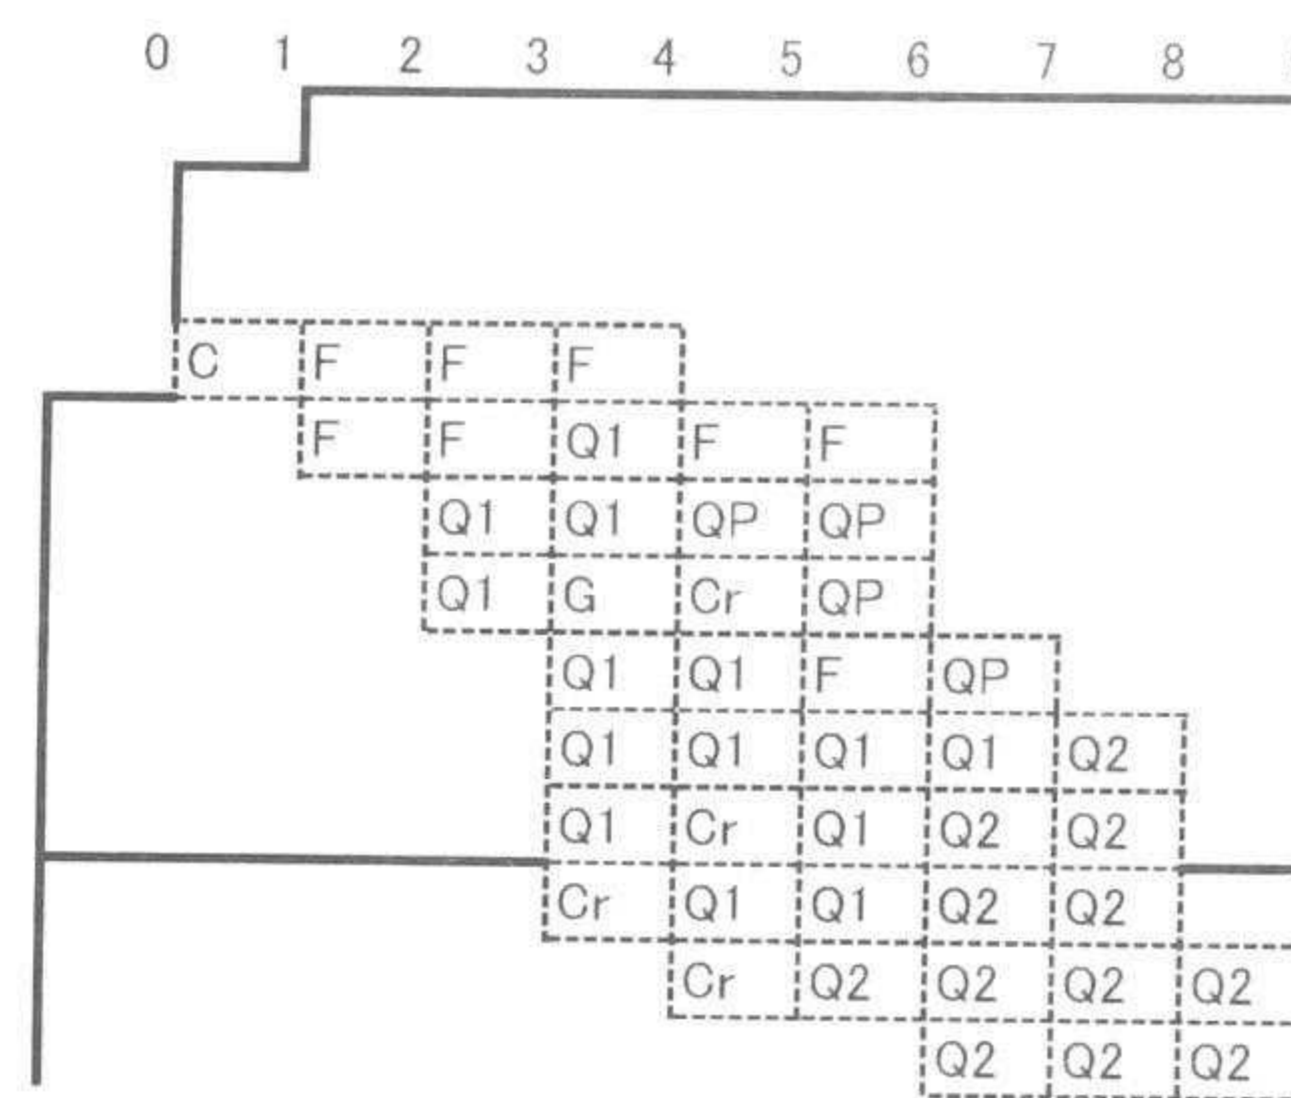 0 1 2 3 4 5 6 7 8
C F F F
F F Q1 F F
Q1 Q1 QP QP
Q1 G Cr QP
Q1 Q1 F QP
Q1 Q1 Q1 Q1 Q2
Q1 Cr Q1 Q2 Q2
Cr Q1 Q1 Q2 Q2
Cr Q2 Q2 Q2 Q2
Q2 Q2 Q2